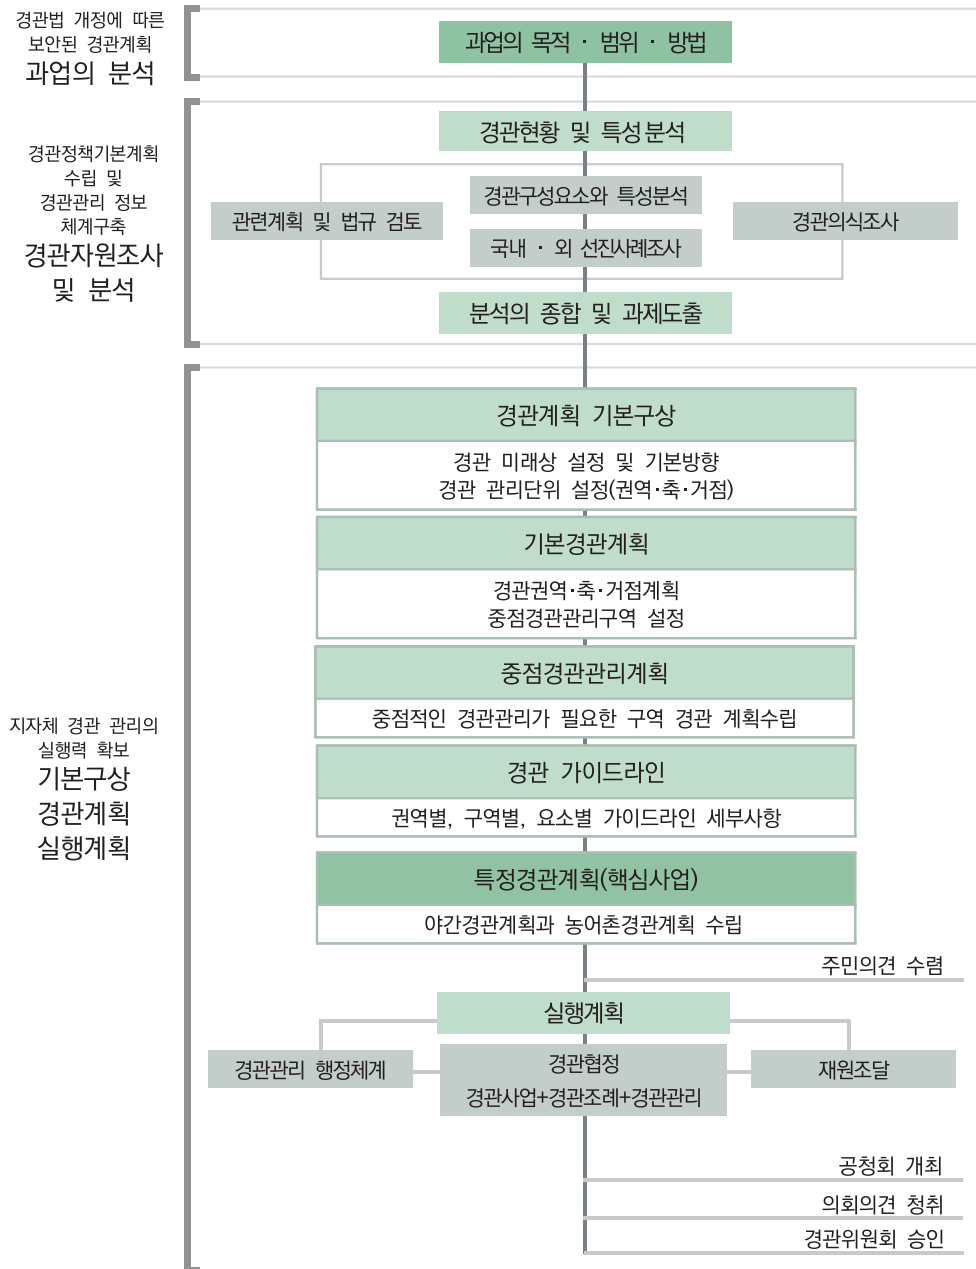 경관법 개정에 따른
보안된 경관계획
과업의 분석
과업의 목적 · 범위 · 방법
경관정책기본계획
수립 및
경관관리 정보
체계구축
경관자원조사
및 분석
경관현황 및 특성분석
관련계획 및 법규 검토
경관구성요소와 특성분석
국내 · 외 선진사례조사
경관의식조사
분석의 종합 및 과제도출
지자체 경관 관리의
실행력 확보
기본구상
경관계획
실행계획
경관계획 기본구상
경관 미래상 설정 및 기본방향
경관 관리단위 설정(권역·축·거점)
기본경관계획
경관권역·축·거점계획
중점경관관리구역 설정
중점경관관리계획
중점적인 경관관리가 필요한 구역 경관 계획수립
경관 가이드라인
권역별, 구역별, 요소별 가이드라인 세부사항
특정경관계획(핵심사업)
야간경관계획과 농어촌경관계획 수립
주민의견 수렴
실행계획
경관관리 행정체계
경관협정
경관사업+경관조례+경관관리
재원조달
공청회 개최
의회의견 청취
경관위원회 승인